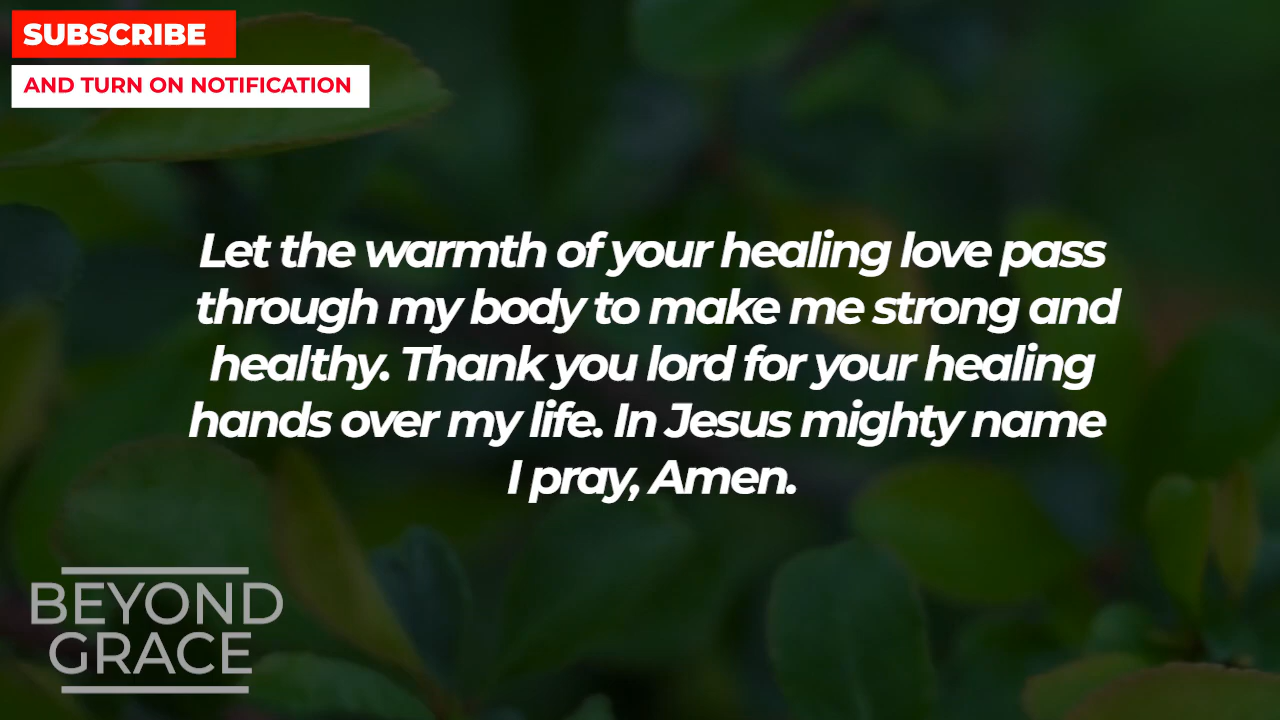 SUBSCRIBE
AND TURN ON NOTIFICATION
Let the warmth of your healing love pass
through my body to make me strong and
healthy. Thank you lord for your healing
hands over my life. In Jesus mighty name
I pray, Amen.
BEYOND
GRACE